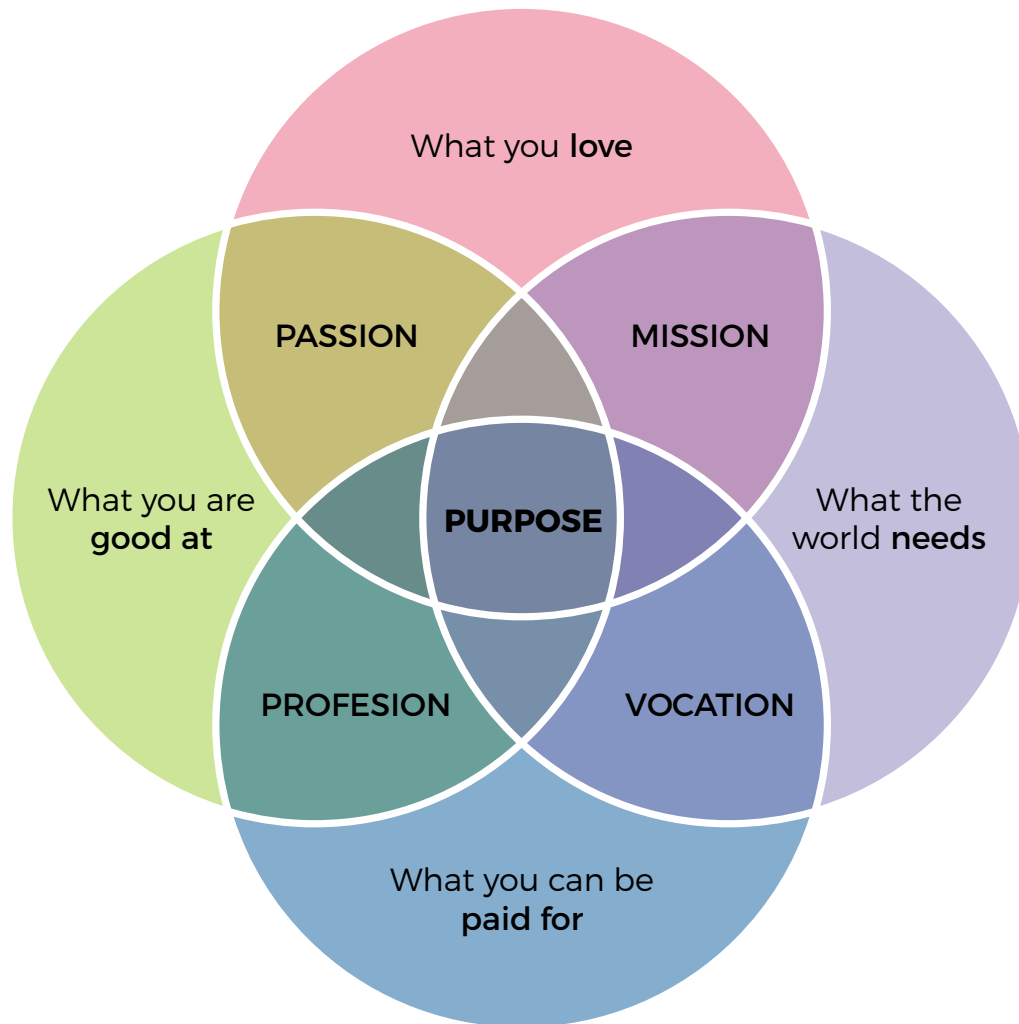 What you love
PASSION
MISSION
What you are
good at
PURPOSE
What the
world needs
PROFESION
VOCATION
What you can be
paid for